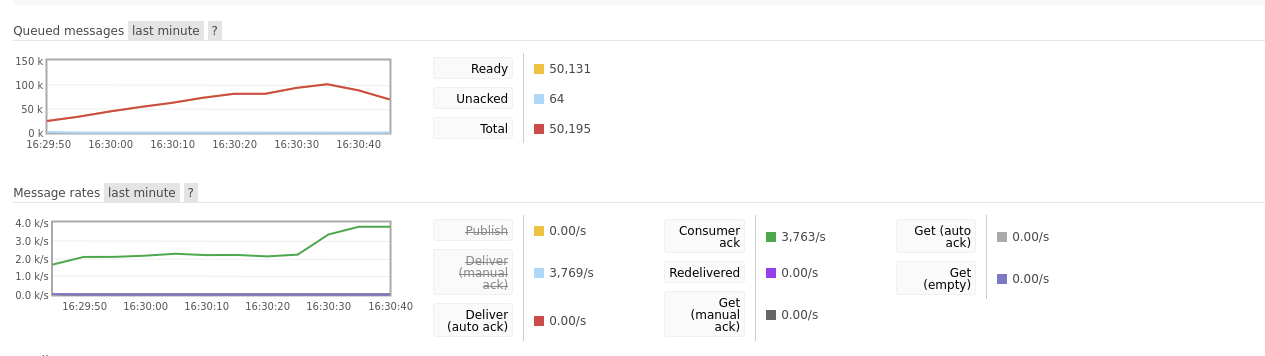 Queued messages last minute ?
150 k
100 k
50 k
0 k
16:29:50 16:30:00 16:30:10 16:30:20 16:30:30 16:30:40
Ready 50,131
Unacked 64
Total 50,195
Message rates last minute ?
4.0 k/s
3.0 k/s
2.0 k/s
1.0 k/s
0.0 k/s
16:29:50 16:30:00 16:30:10 16:30:20 16:30:30 16:30:40
Publish 0.00/s
Deliver
(manual 3,769/s
ack)
Deliver
(auto ack) 0.00/s
Consumer
ack 3,763/s
Redelivered 0.00/s
Get
(manual 0.00/s
ack)
Get (auto
ack) 0.00/s
Get
(empty) 0.00/s